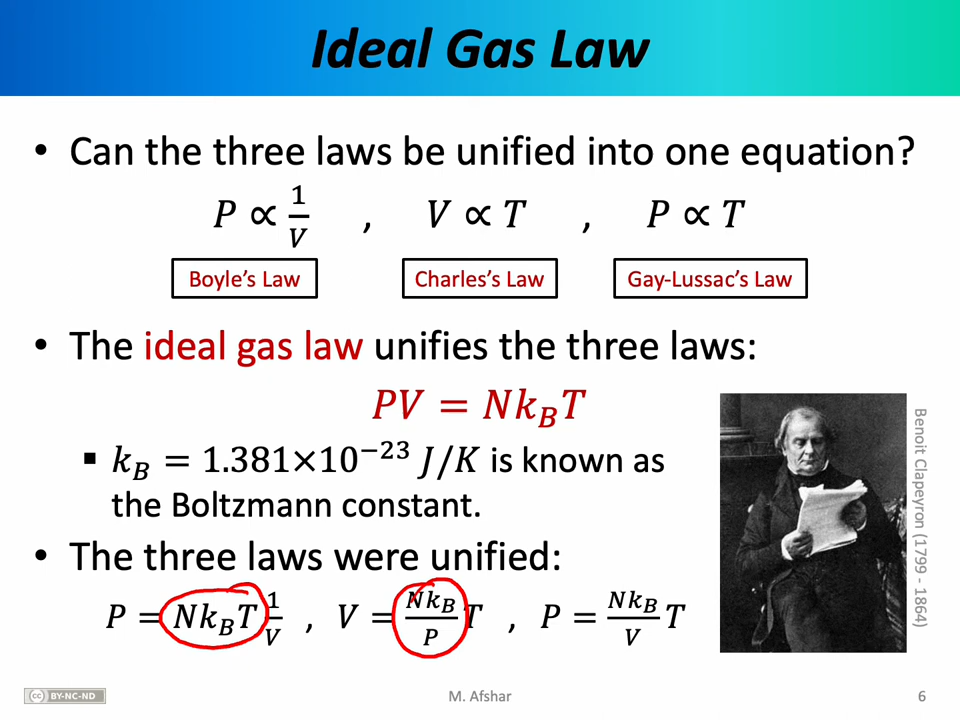 Ideal Gas Law
• Can the three laws be unified into one equation?
P ∝ 1/V , V ∝ T , P ∝ T
Boyle's Law Charles's Law Gay-Lussac's Law
• The ideal gas law unifies the three laws:
PV = Nk_BT
▪ k_B = 1.381×10⁻²³ J/K is known as
the Boltzmann constant.
• The three laws were unified:
P = Nk_BT 1/V , V = Nk_B/P T , P = Nk_B/V T
Benoit Clapeyron (1799 - 1864)
cc BY-NC-ND M. Afshar 6